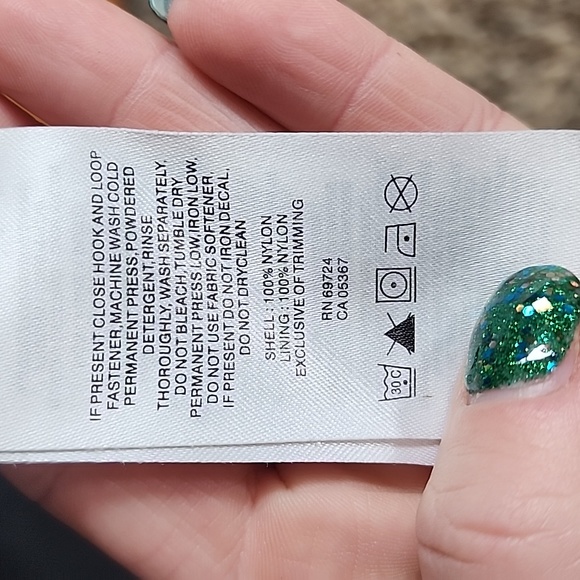 IF PRESENT CLOSE HOOK AND LOOP
FASTENER, MACHINE WASH COLD
PERMANENT PRESS, POWDERED
DETERGENT, RINSE
THOROUGHLY, WASH SEPARATELY,
DO NOT BLEACH, TUMBLE DRY
PERMANENT PRESS, LOW IRON LOW,
DO NOT USE FABRIC SOFTENER,
IF PRESENT DO NOT IRON DECAL.
DO NOT DRYCLEAN
SHELL : 100% NYLON
LINING : 100% NYLON
EXCLUSIVE OF TRIMMING
RN 69724
CA 05367
30C